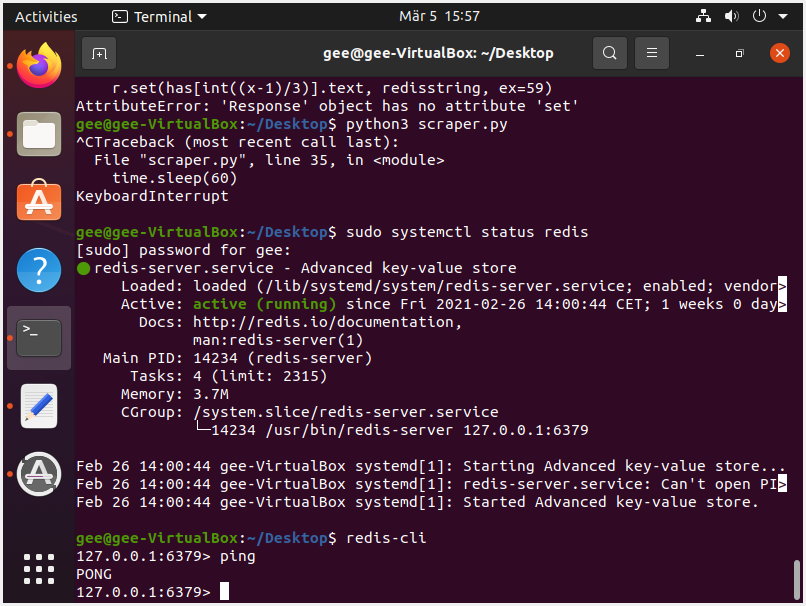 Activities Terminal Mär 5 15:57
gee@gee-VirtualBox: ~/Desktop
r.set(has[int((x-1)/3)].text, redisstring, ex=59)
AttributeError: 'Response' object has no attribute 'set'
gee@gee-VirtualBox:~/Desktop$ python3 scraper.py
^CTraceback (most recent call last):
File "scraper.py", line 35, in <module>
time.sleep(60)
KeyboardInterrupt
gee@gee-VirtualBox:~/Desktop$ sudo systemctl status redis
[sudo] password for gee:
● redis-server.service - Advanced key-value store
Loaded: loaded (/lib/systemd/system/redis-server.service; enabled; vendor>
Active: active (running) since Fri 2021-02-26 14:00:44 CET; 1 weeks 0 day>
Docs: http://redis.io/documentation,
man:redis-server(1)
Main PID: 14234 (redis-server)
Tasks: 4 (limit: 2315)
Memory: 3.7M
CGroup: /system.slice/redis-server.service
└─14234 /usr/bin/redis-server 127.0.0.1:6379
Feb 26 14:00:44 gee-VirtualBox systemd[1]: Starting Advanced key-value store...
Feb 26 14:00:44 gee-VirtualBox systemd[1]: redis-server.service: Can't open PI>
Feb 26 14:00:44 gee-VirtualBox systemd[1]: Started Advanced key-value store.
gee@gee-VirtualBox:~/Desktop$ redis-cli
127.0.0.1:6379> ping
PONG
127.0.0.1:6379>